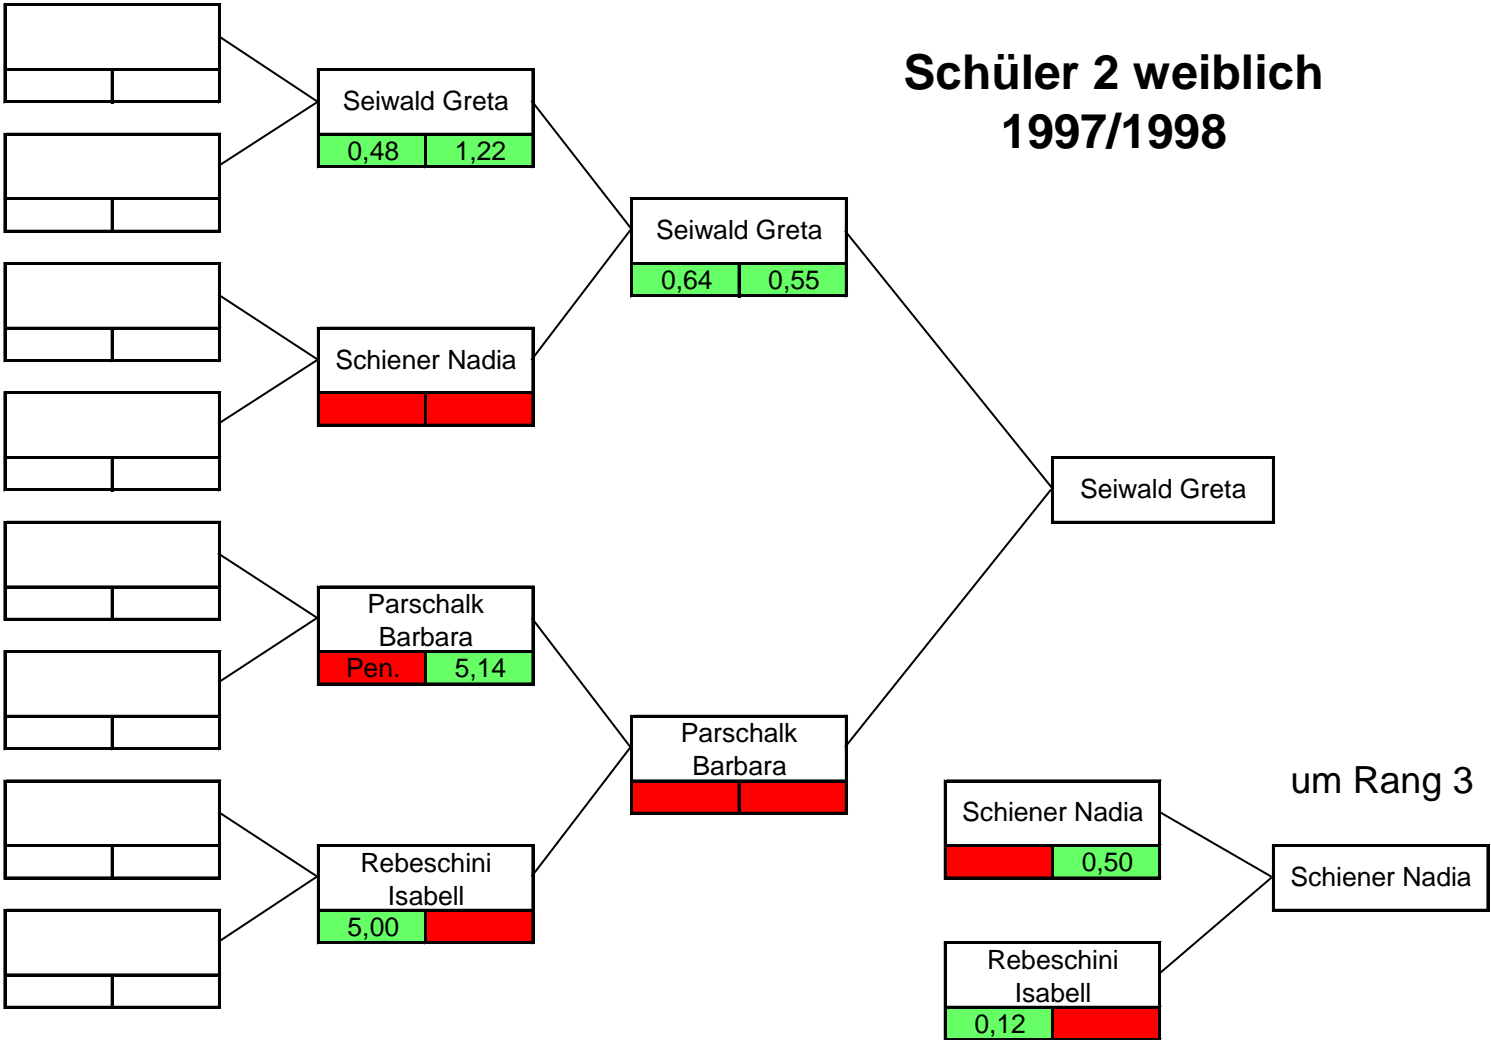 Schüler 2 weiblich
1997/1998
Seiwald Greta
0,48 1,22
Seiwald Greta
0,64 0,55
Schiener Nadia
Seiwald Greta
Parschalk
Barbara
Pen. 5,14
Parschalk
Barbara
um Rang 3
Schiener Nadia
0,50
Rebeschini
Isabell
5,00
Schiener Nadia
Rebeschini
Isabell
0,12